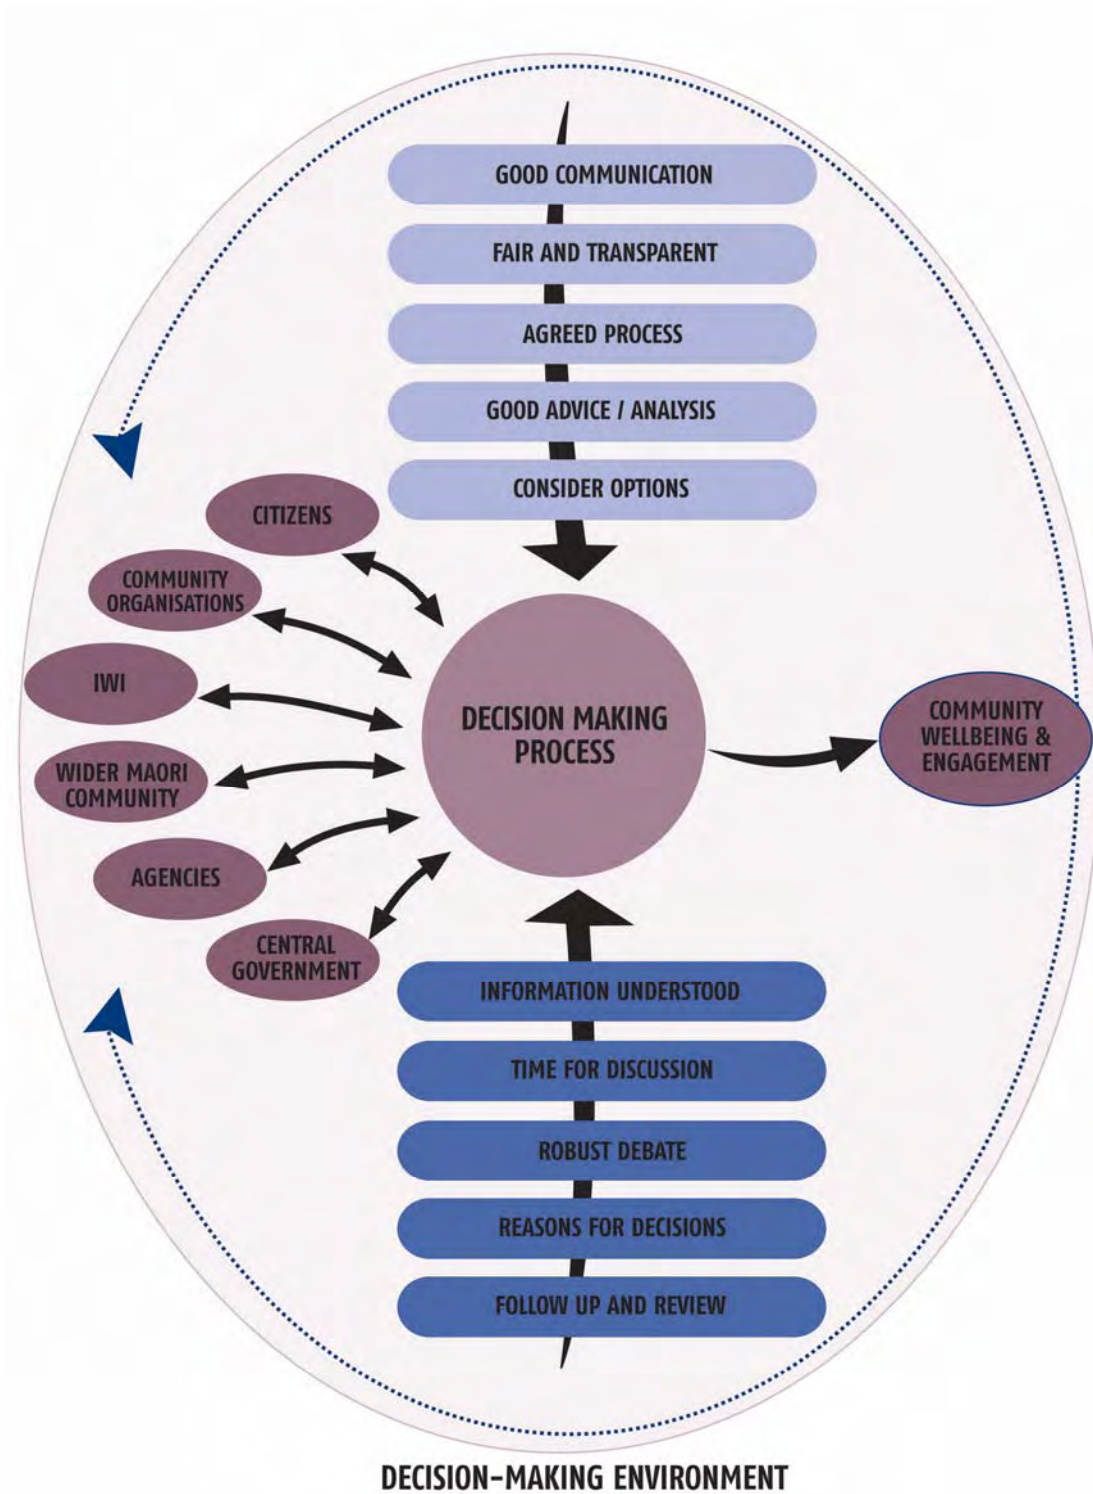 GOOD COMMUNICATION
FAIR AND TRANSPARENT
AGREED PROCESS
GOOD ADVICE / ANALYSIS
CONSIDER OPTIONS
CITIZENS
COMMUNITY
ORGANISATIONS
IWI
WIDER MAORI
COMMUNITY
AGENCIES
CENTRAL
GOVERNMENT
DECISION MAKING
PROCESS
COMMUNITY
WELLBEING &
ENGAGEMENT
INFORMATION UNDERSTOOD
TIME FOR DISCUSSION
ROBUST DEBATE
REASONS FOR DECISIONS
FOLLOW UP AND REVIEW
DECISION-MAKING ENVIRONMENT